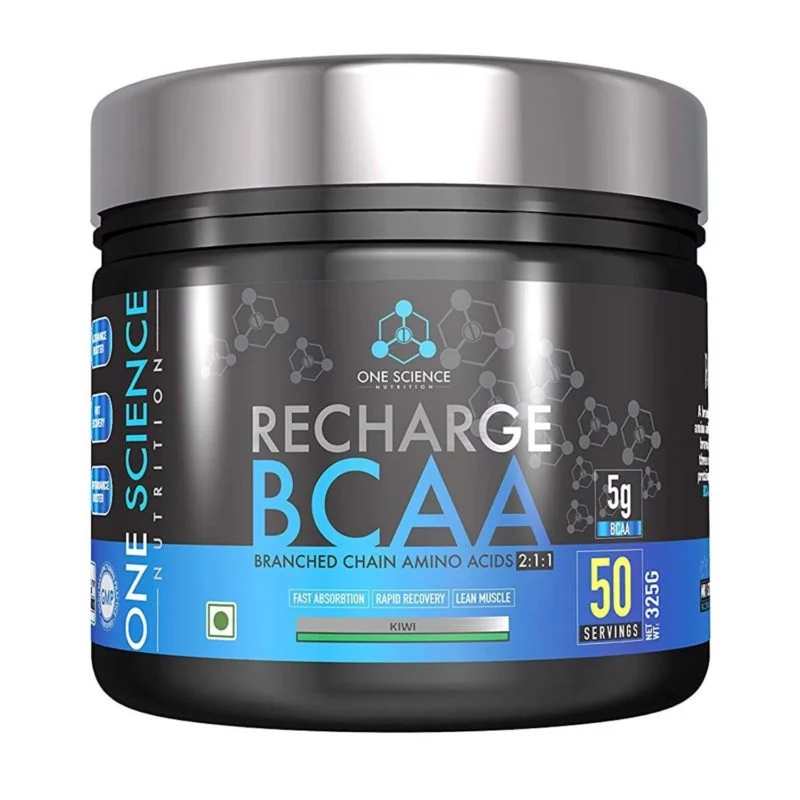 ONE SCIENCE
NUTRITION
RECHARGE
BCAA
BRANCHED CHAIN AMINO ACIDS 2:1:1
5g
BCAA
FAST ABSORBTION
RAPID RECOVERY
LEAN MUSCLE
KIWI
50
SERVINGS
NET WT: 325G
ONE SCIENCE
NUTRITION
GMP